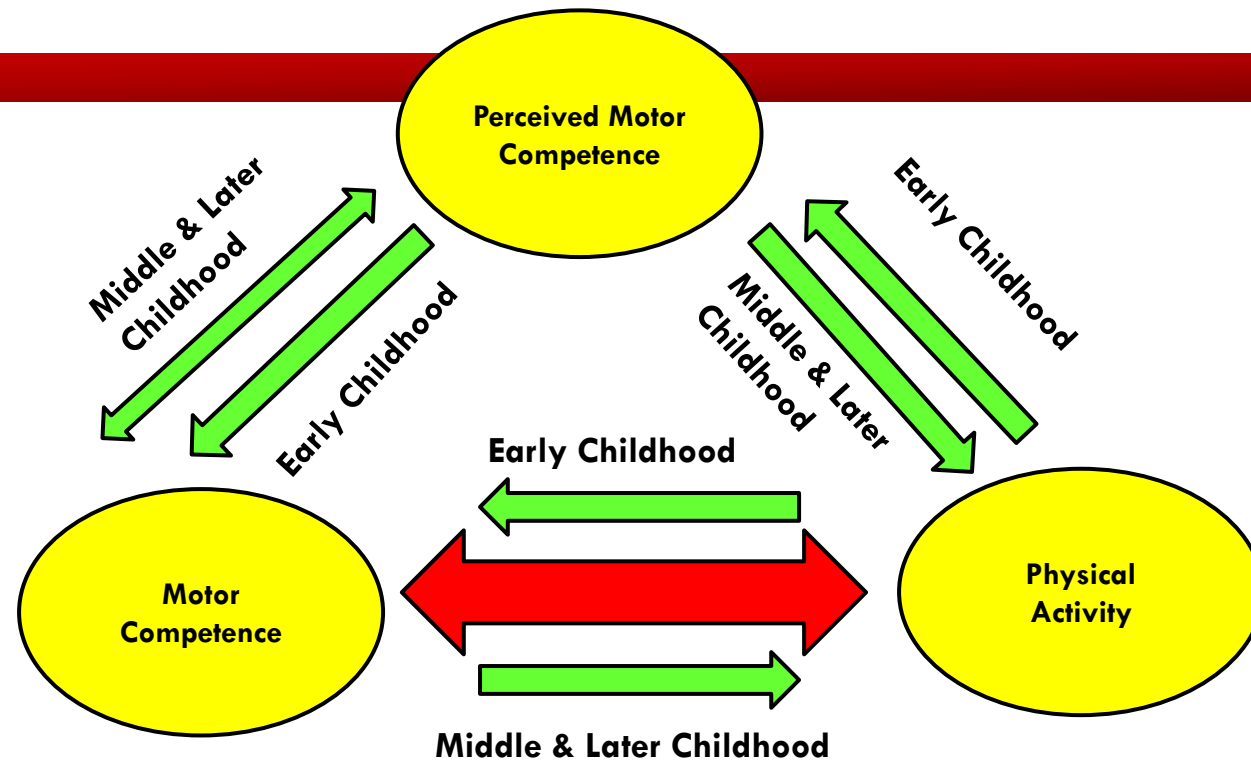 Perceived Motor
Competence
Middle & Later
Childhood
Early Childhood
Early Childhood
Middle & Later
Childhood
Early Childhood
Motor
Competence
Physical
Activity
Middle & Later Childhood